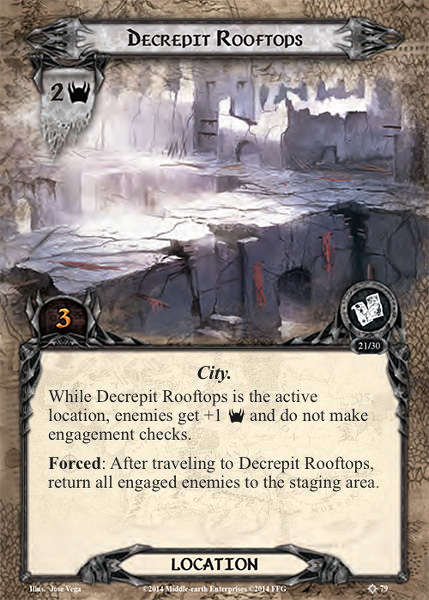 Decrepit Rooftops
2
3
21/30
City.
While Decrepit Rooftops is the active
location, enemies get +1 and do not make
engagement checks.
Forced: After traveling to Decrepit Rooftops,
return all engaged enemies to the staging area.
LOCATION
Illus. Jose Vega ©2014 Middle-earth Enterprises ©2014 FFG 79